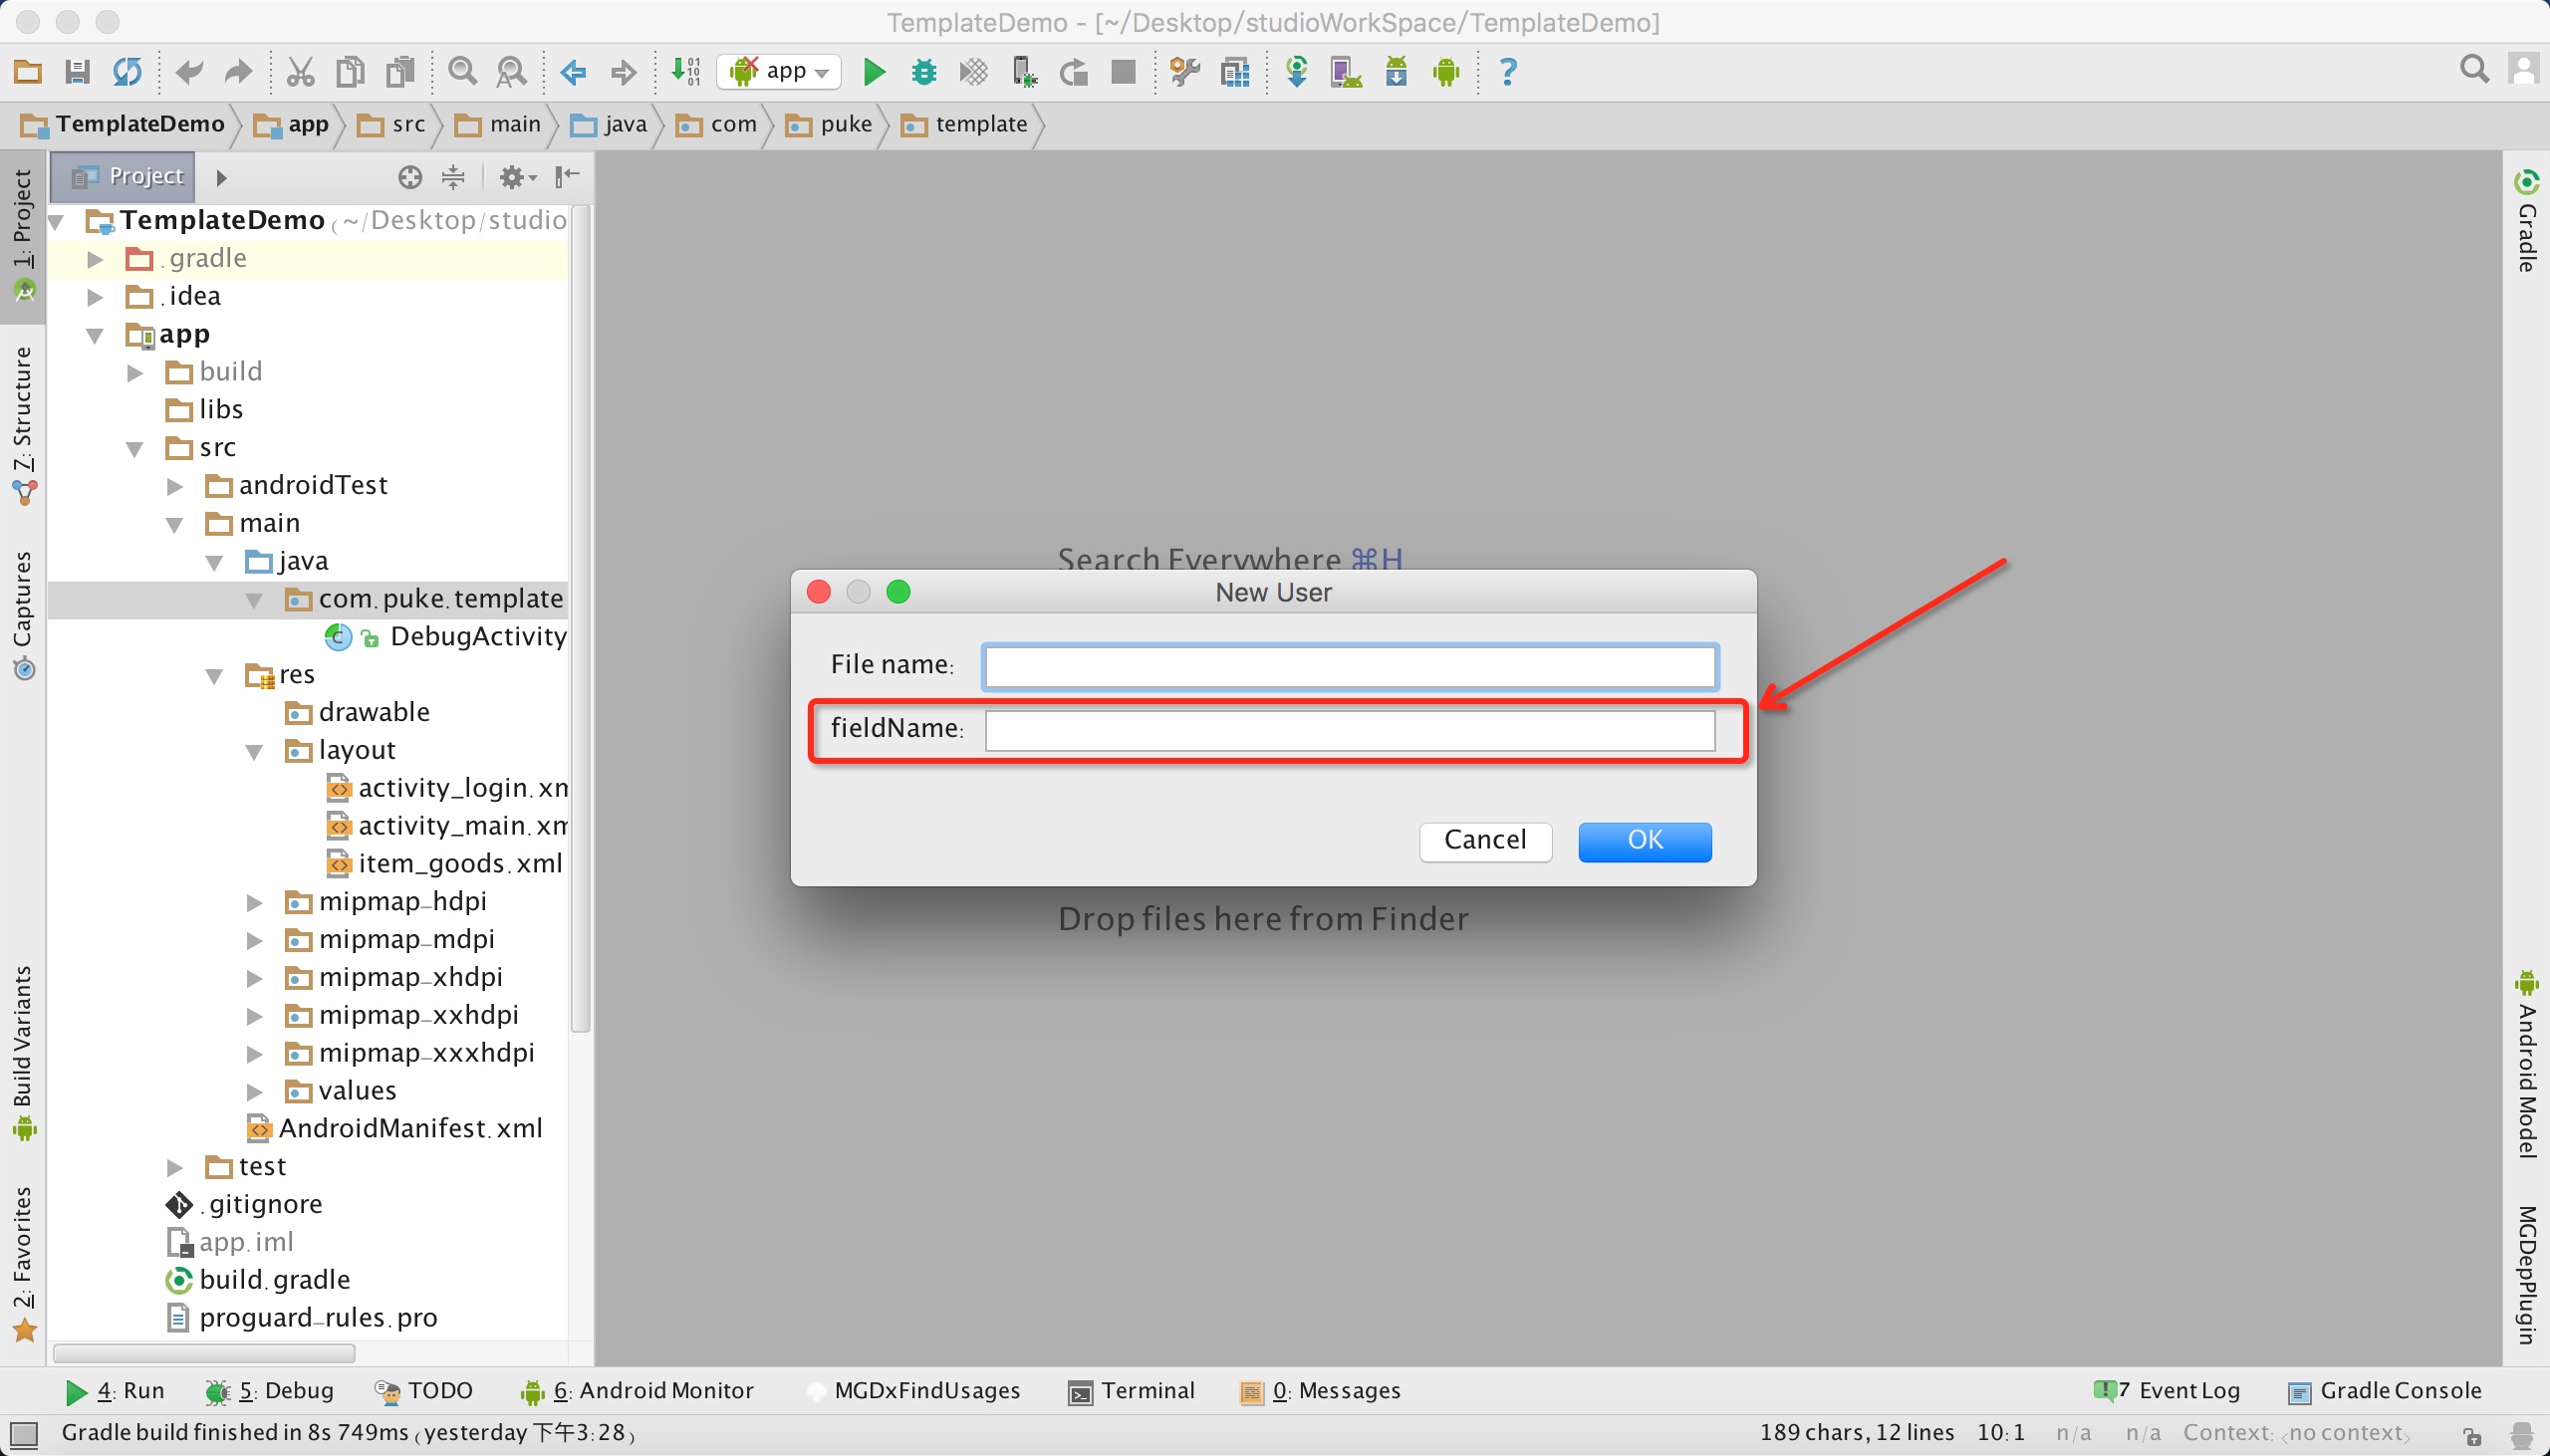 TemplateDemo - [~/Desktop/studioWorkSpace/TemplateDemo]
app
TemplateDemo app src main java com puke template
Project
TemplateDemo (~/Desktop/studio
.gradle
.idea
app
build
libs
src
androidTest
main
java
com.puke.template
DebugActivity
res
drawable
layout
activity_login.xm
activity_main.xm
item_goods.xml
mipmap-hdpi
mipmap-mdpi
mipmap-xhdpi
mipmap-xxhdpi
mipmap-xxxhdpi
values
AndroidManifest.xml
test
.gitignore
app.iml
build.gradle
proguard-rules.pro
1: Project
7: Structure
Captures
Build Variants
2: Favorites
Search Everywhere ⌘H
New User
File name:
fieldName:
Cancel
OK
Drop files here from Finder
Gradle
Android Model
MGDepPlugin
4: Run
5: Debug
TODO
6: Android Monitor
MGDxFindUsages
Terminal
0: Messages
7 Event Log
Gradle Console
Gradle build finished in 8s 749ms (yesterday 下午3:28)
189 chars, 12 lines
10:1
n/a
n/a
Context: <no context>